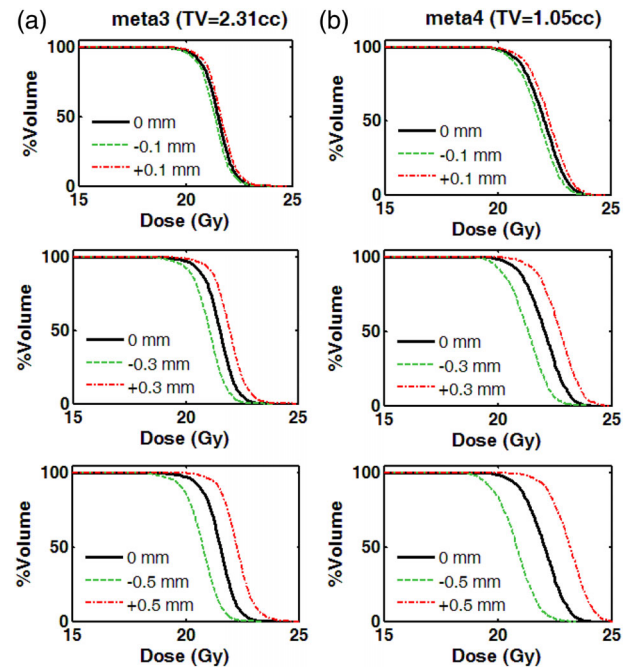 (a) meta3 (TV=2.31cc)
100
50
0
%Volume
0 mm
-0.1 mm
+0.1 mm
15 20 25
Dose (Gy)
(b) meta4 (TV=1.05cc)
100
50
0
%Volume
0 mm
-0.1 mm
+0.1 mm
15 20 25
Dose (Gy)
100
50
0
%Volume
0 mm
-0.3 mm
+0.3 mm
15 20 25
Dose (Gy)
100
50
0
%Volume
0 mm
-0.3 mm
+0.3 mm
15 20 25
Dose (Gy)
100
50
0
%Volume
0 mm
-0.5 mm
+0.5 mm
15 20 25
Dose (Gy)
100
50
0
%Volume
0 mm
-0.5 mm
+0.5 mm
15 20 25
Dose (Gy)